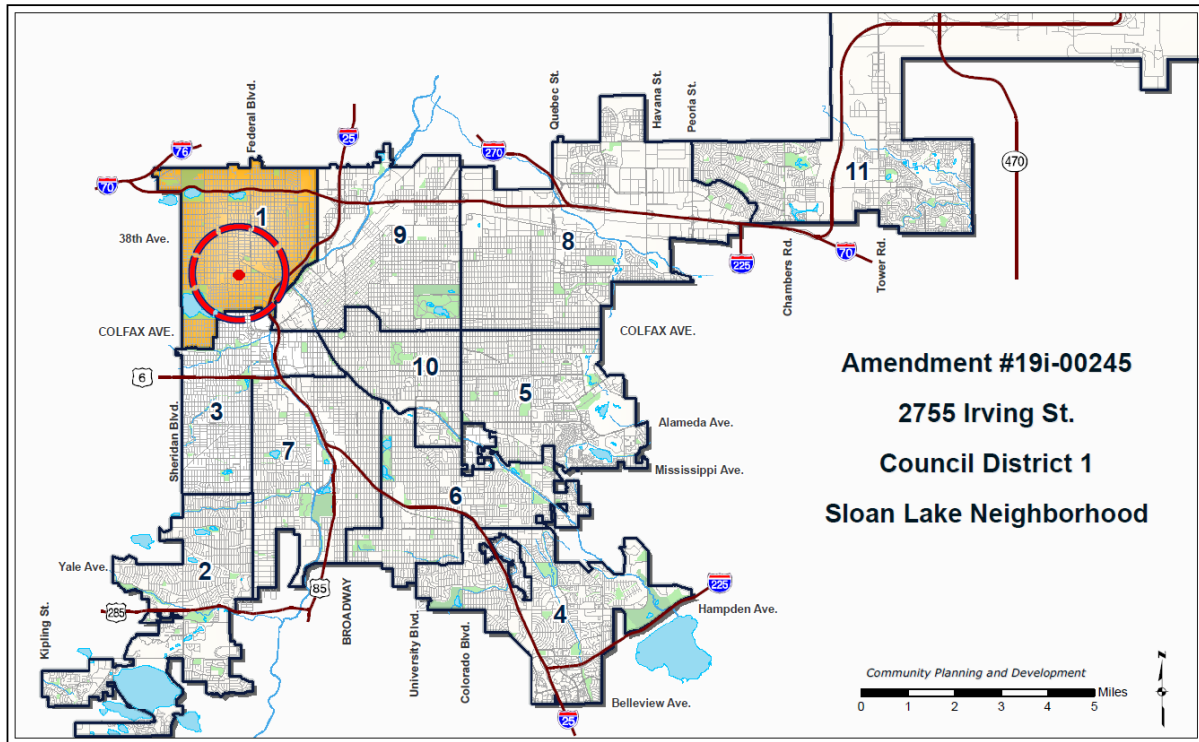 Federal Blvd.
Quebec St.
Havana St.
Peoria St.
25
76
270
70
470
1
11
38th Ave.
9
8
225
Chambers Rd.
70
Tower Rd.
COLFAX AVE.
COLFAX AVE.
10
6
5
3
Sheridan Blvd.
Alameda Ave.
7
Mississippi Ave.
6
Yale Ave.
2
85
BROADWAY
225
4
Hampden Ave.
285
Kipling St.
University Blvd.
Colorado Blvd.
Belleview Ave.
25
Amendment #19i-00245
2755 Irving St.
Council District 1
Sloan Lake Neighborhood
Community Planning and Development
Miles
0 1 2 3 4 5
N